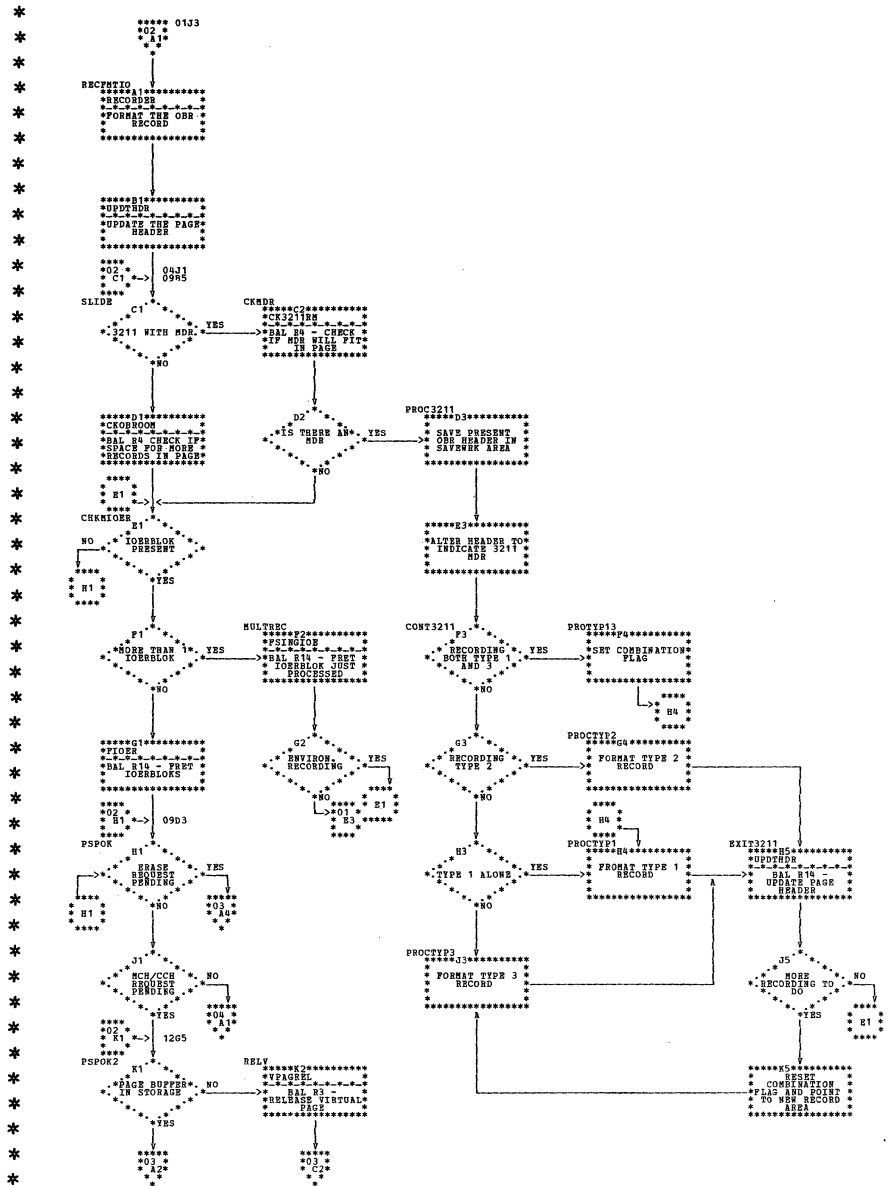 01J3
02
A1
RECFMTIO
A1
RECORDER
FORMAT THE OBR
RECORD
B1
UPDTHDR
UPDATE THE PAGE
HEADER
02
C1
04J1
09B5
SLIDE
C1
3211 WITH MDR
YES
NO
CKMDR
C2
CK3211RM
BAL R4 - CHECK
IF MDR WILL FIT
IN PAGE
D1
CKOBROOM
BAL R4 CHECK IF
SPACE FOR MORE
RECORDS IN PAGE
D2
IS THERE AN
MDR
YES
NO
PROC3211
D3
SAVE PRESENT
OBR HEADER IN
SAVEWRK AREA
E1
CHKMIOER
E1
IOERBLOK
PRESENT
NO
YES
H1
E3
ALTER HEADER TO
INDICATE 3211
MDR
F1
MORE THAN 1
IOERBLOK
YES
NO
MULTREC
F2
FSINGIOE
BAL R14 - FRET
IOERBLOK JUST
PROCESSED
CONT3211
F3
RECORDING
BOTH TYPE 1
AND 3
YES
NO
PROTYP13
F4
SET COMBINATION
FLAG
H4
G1
FIOER
BAL R14 - FRET
IOERBLOKS
G2
ENVIRON.
RECORDING
YES
NO
01
E3
E1
G3
RECORDING
TYPE 2
YES
NO
PROCTYP2
G4
FORMAT TYPE 2
RECORD
02
H1
09D3
H4
PSPOK
H1
ERASE
REQUEST
PENDING
YES
NO
H1
03
A4
H3
TYPE 1 ALONE
YES
NO
PROCTYP1
H4
FROMAT TYPE 1
RECORD
EXIT3211
H5
UPDTHDR
BAL R14 -
UPDATE PAGE
HEADER
J1
MCH/CCH
REQUEST
PENDING
NO
YES
04
A1
PROCTYP3
J3
FORMAT TYPE 3
RECORD
J5
MORE
RECORDING TO
DO
NO
YES
E1
02
K1
12G5
PSPOK2
K1
PAGE BUFFER
IN STORAGE
NO
YES
RELV
K2
VPAGREL
BAL R3 -
RELEASE VIRTUAL
PAGE
K5
RESET
COMBINATION
FLAG AND POINT
TO NEW RECORD
AREA
03
A2
03
C2